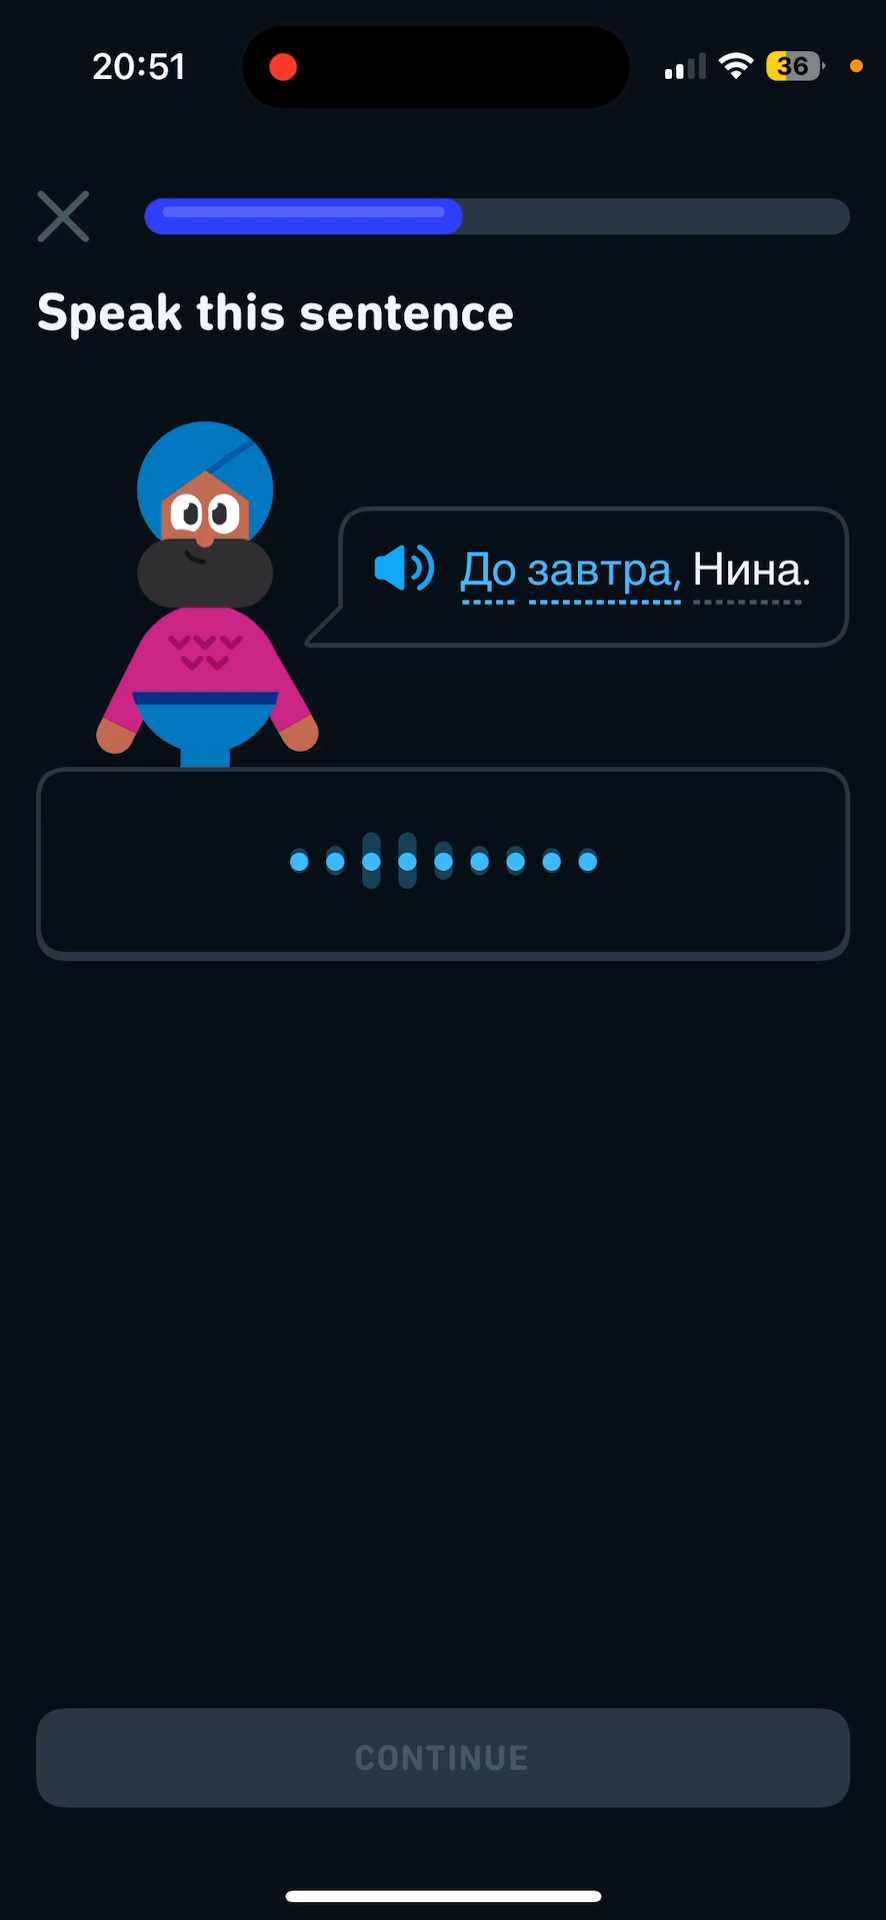 20:51
36
Speak this sentence
До завтра, Нина.
CONTINUE